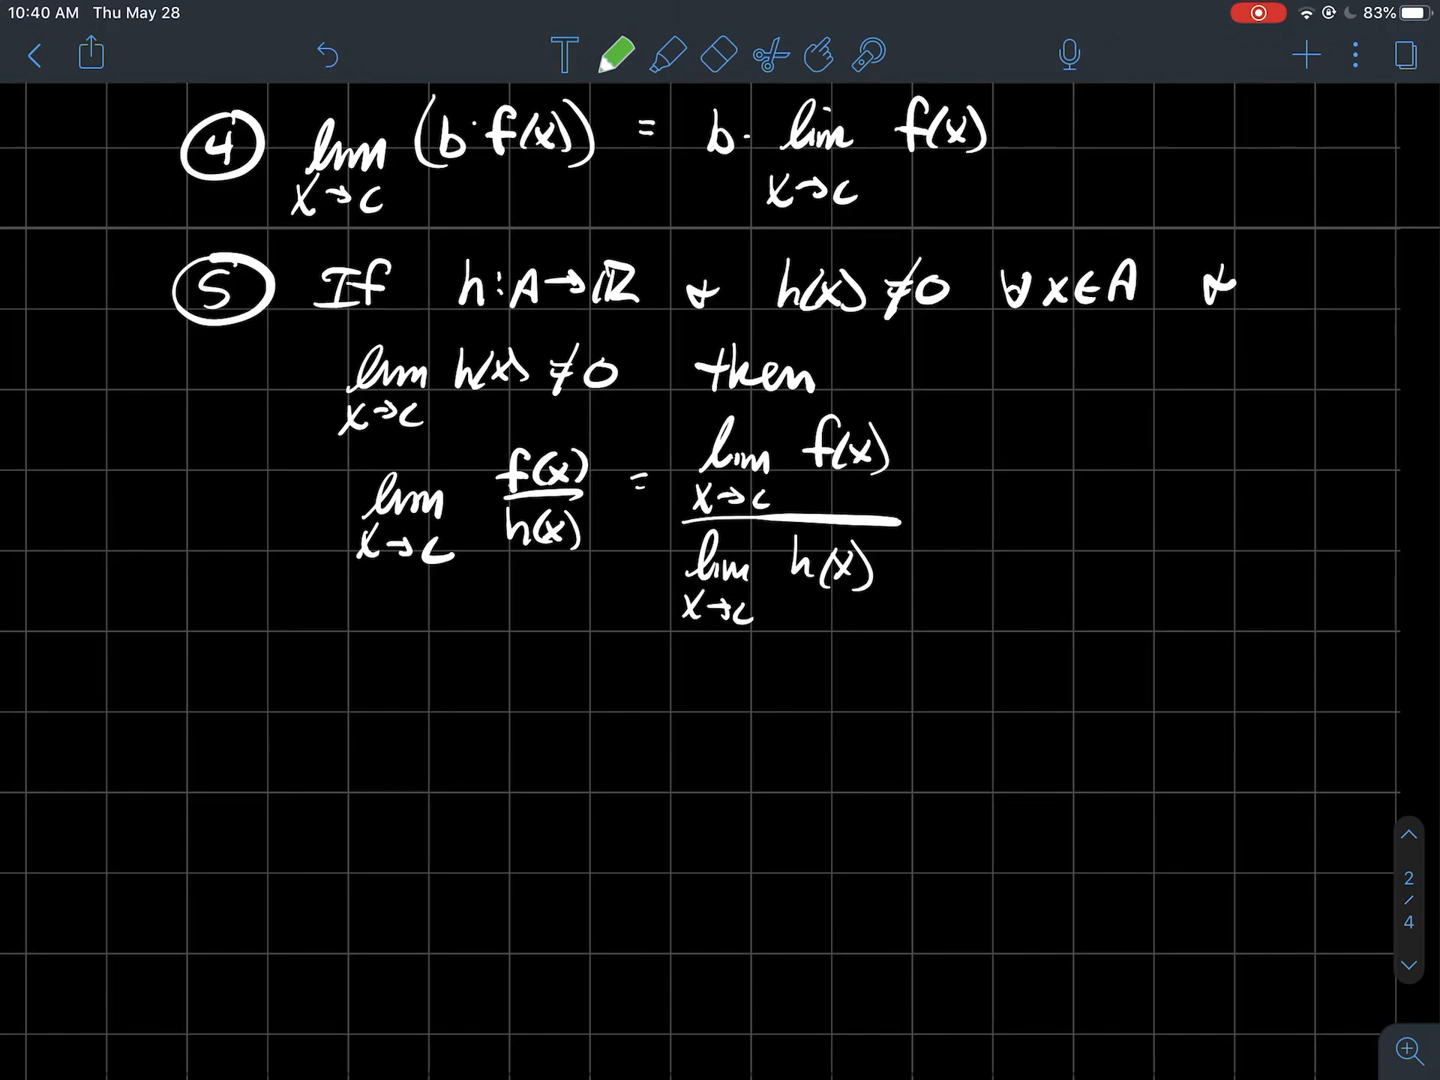 10:40 AM Thu May 28 83%
④ lim (b · f(x)) = b · lim f(x)
x→c x→c
⑤ If h : A → ℝ & h(x) ≠ 0 ∀ x ∈ A &
lim h(x) ≠ 0 then
x→c
lim f(x)/h(x) = lim f(x) / lim h(x)
x→c x→c x→c
2
/
4